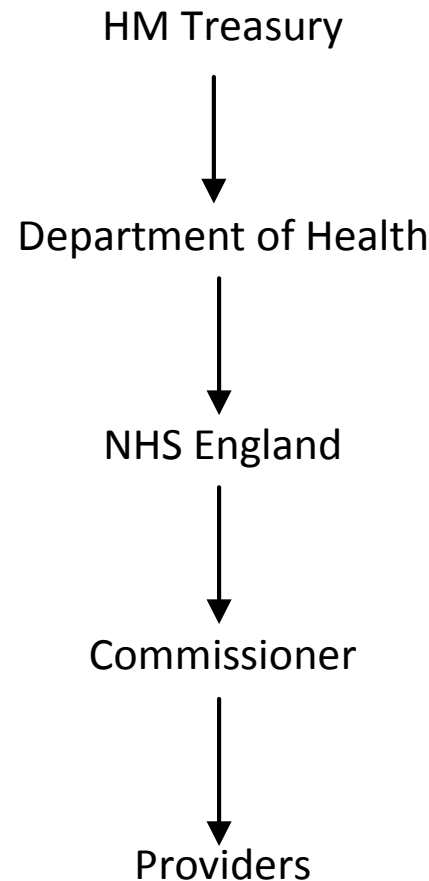 HM Treasury
Department of Health
NHS England
Commissioner
Providers